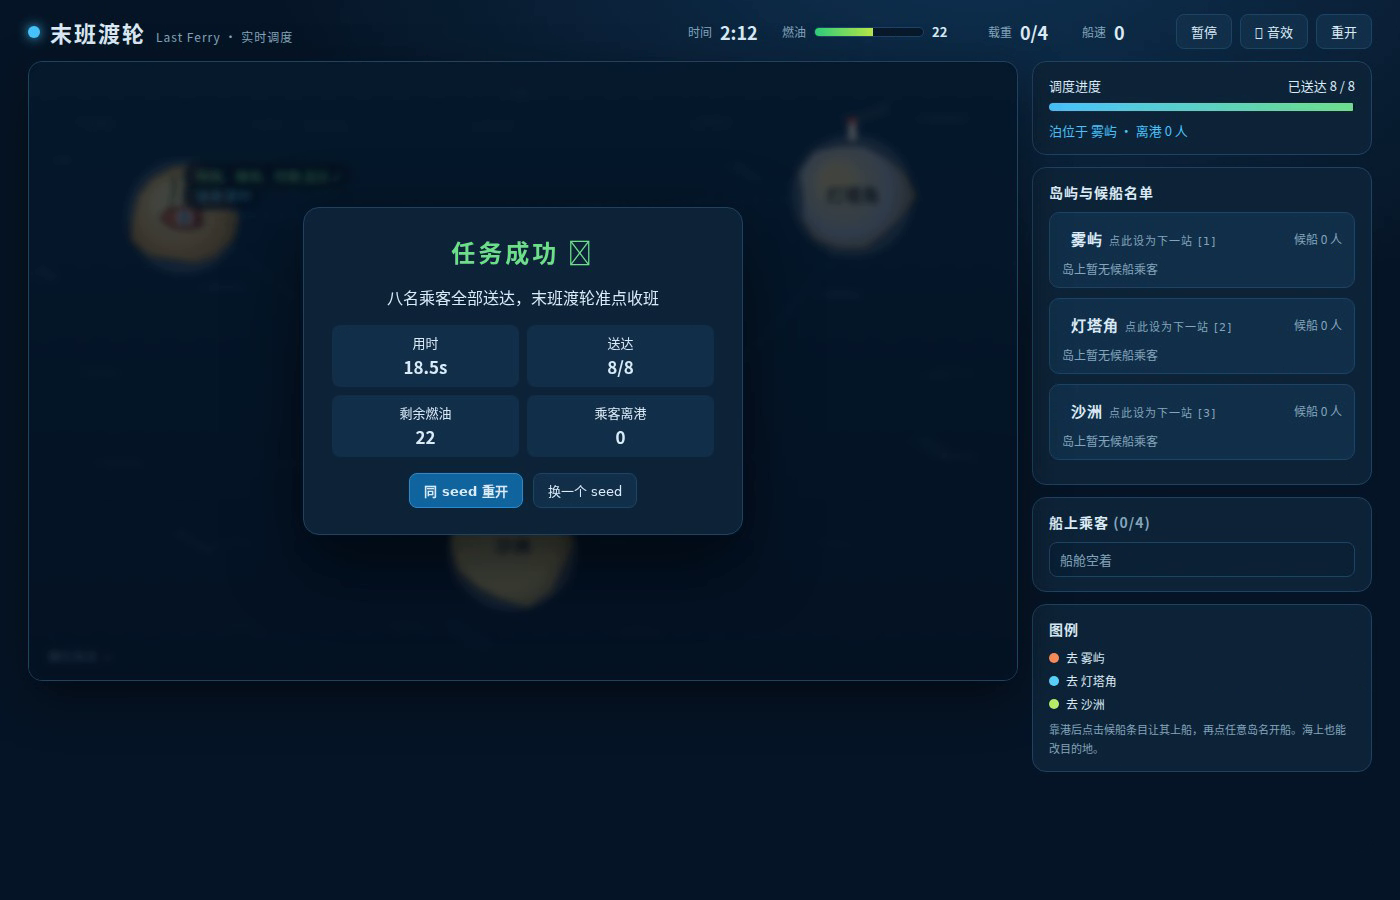 末班渡轮 Last Ferry · 实时调度
时间 2:12 燃油 22 载重 0/4 船速 0 暂停 音效 重开
调度进度 已送达 8 / 8
泊位于 雾屿 · 离港 0 人
岛屿与候船名单
雾屿 点此设为下一站 [1] 候船 0 人
岛上暂无候船乘客
灯塔角 点此设为下一站 [2] 候船 0 人
岛上暂无候船乘客
沙洲 点此设为下一站 [3] 候船 0 人
岛上暂无候船乘客
船上乘客 (0/4)
船舱空着
图例
去 雾屿
去 灯塔角
去 沙洲
靠港后点击候船条目让其上船，再点任意岛名开船。海上也能
改目的地。
灯塔角
任务成功
八名乘客全部送达，末班渡轮准点收班
用时 送达
18.5s 8/8
剩余燃油 乘客离港
22 0
同 seed 重开 换一个 seed